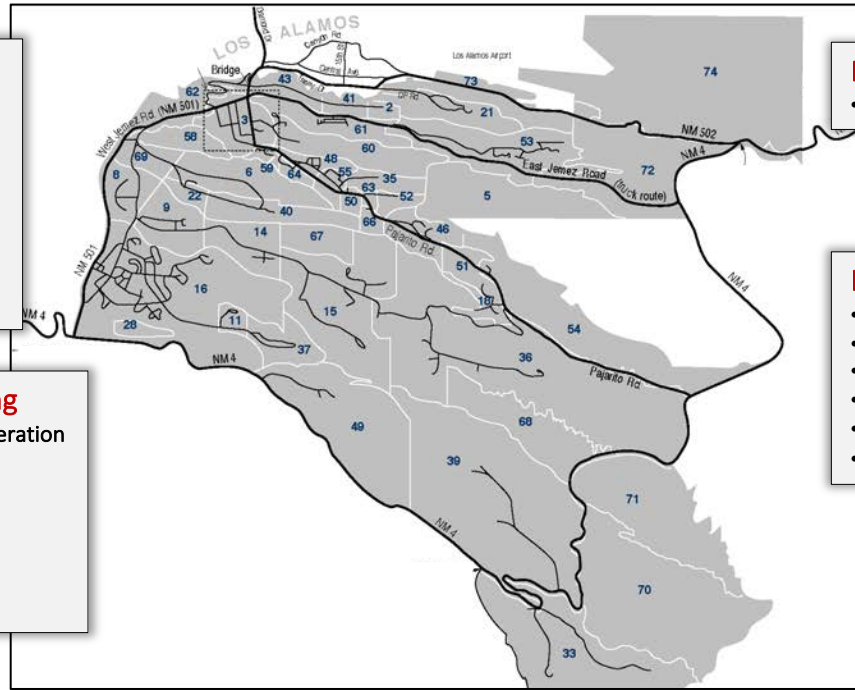 LOS ALAMOS
Diamond Dr.
Canyon Rd.
15th St.
Central Ave.
Trinity Dr.
Los Alamos Airport
Bridge
DP Rd.
74
73
43
62
41
2
21
West Jemez Rd. (NM 501)
3
61
53
NM 502
NM 4
58
60
72
East Jemez Road
(truck route)
69
59
48
55
35
8
6
64
63
5
22
50
52
9
40
66
46
14
67
Pajarito Rd.
51
NM 501
NM 4
16
18
54
NM 4
15
28
11
37
36
NM 4
Pajarito Rd.
68
49
39
71
NM 4
70
33
g
eration